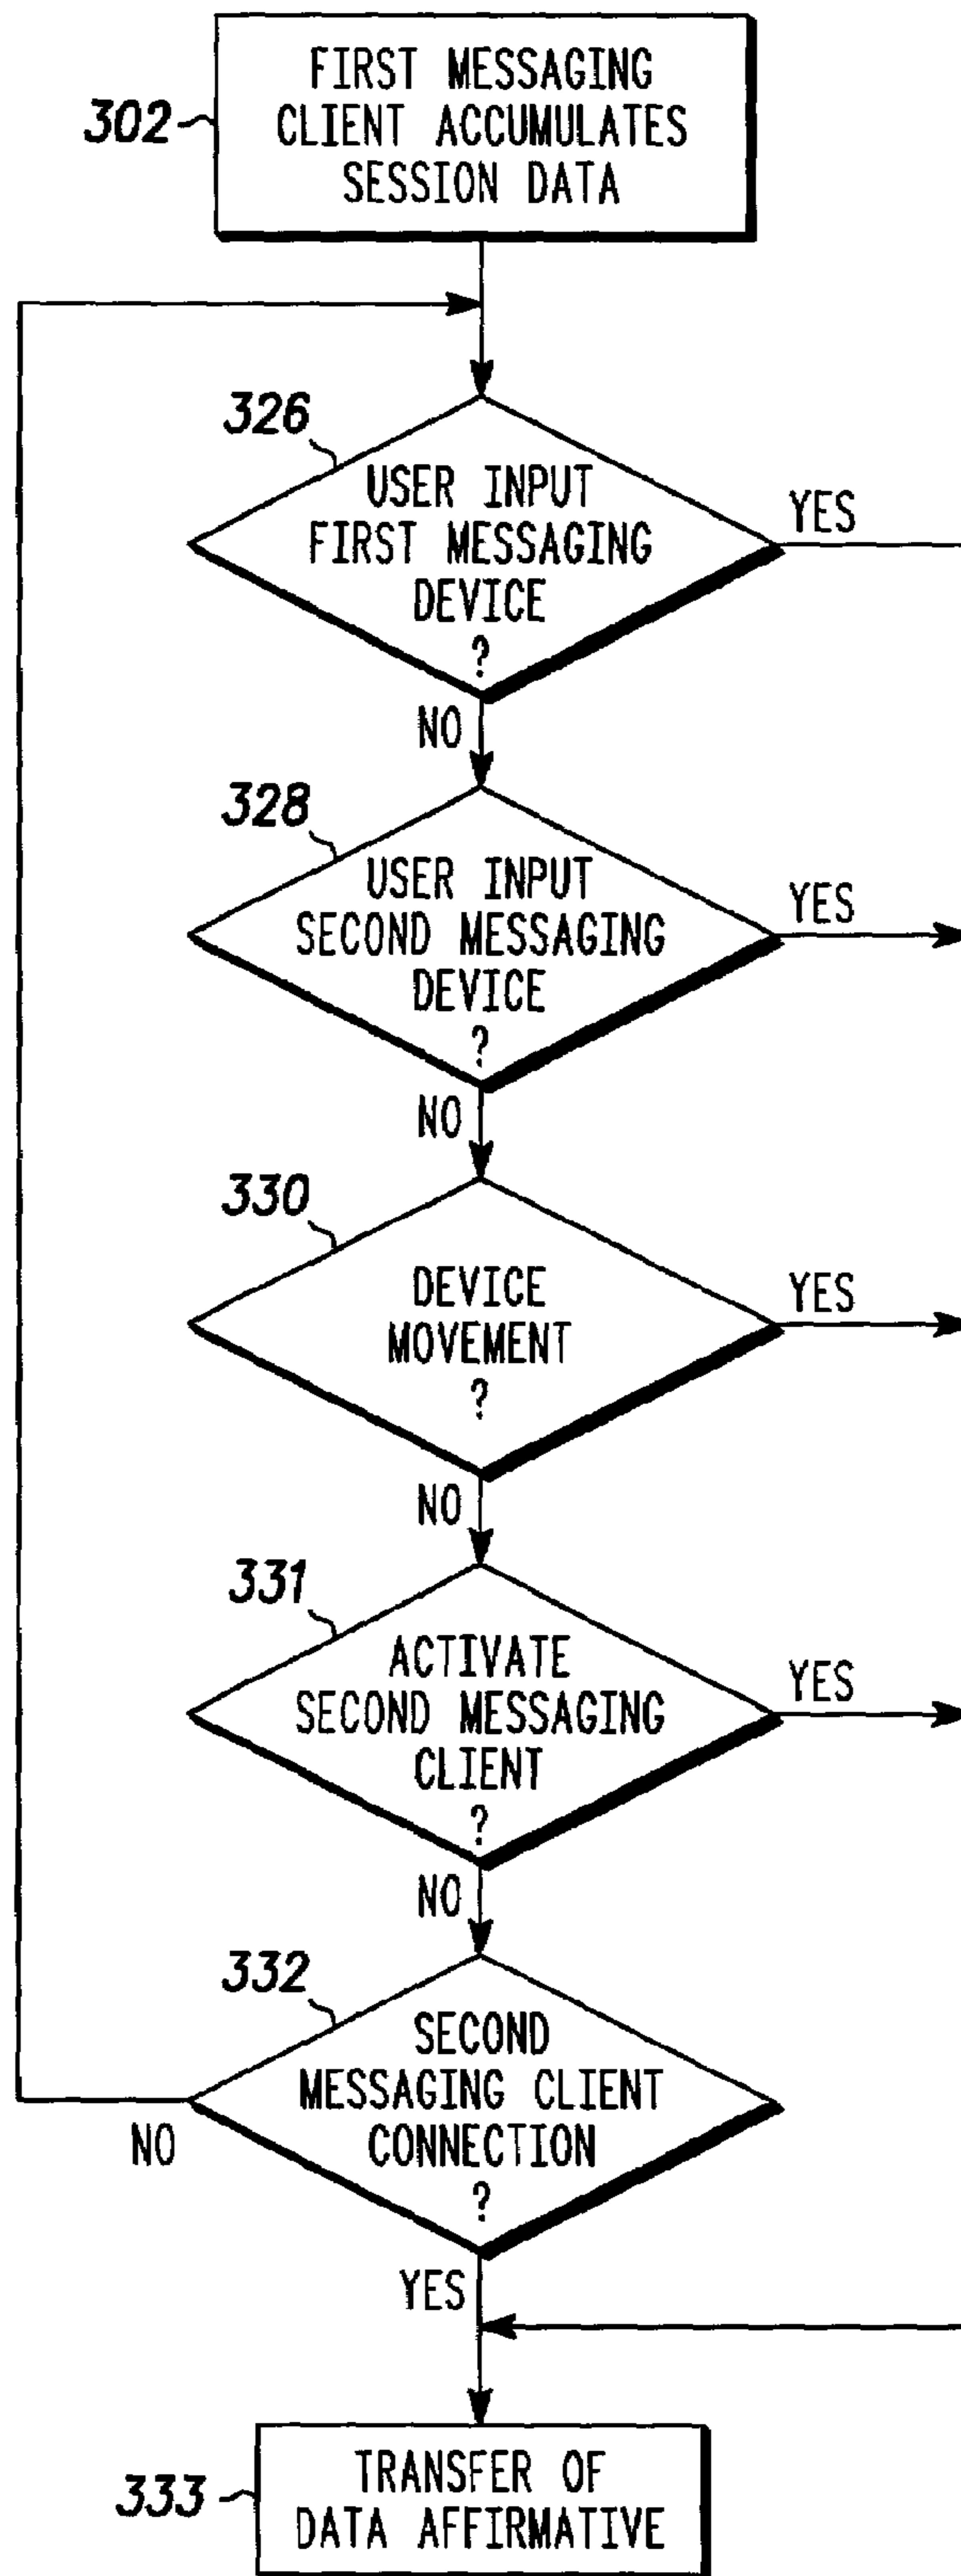 FIRST MESSAGING
CLIENT ACCUMULATES
SESSION DATA
302
326
USER INPUT
FIRST MESSAGING
DEVICE
?
YES
NO
328
USER INPUT
SECOND MESSAGING
DEVICE
?
YES
NO
330
DEVICE
MOVEMENT
?
YES
NO
331
ACTIVATE
SECOND MESSAGING
CLIENT
?
YES
NO
332
SECOND
MESSAGING CLIENT
CONNECTION
?
NO
YES
333
TRANSFER OF
DATA AFFIRMATIVE